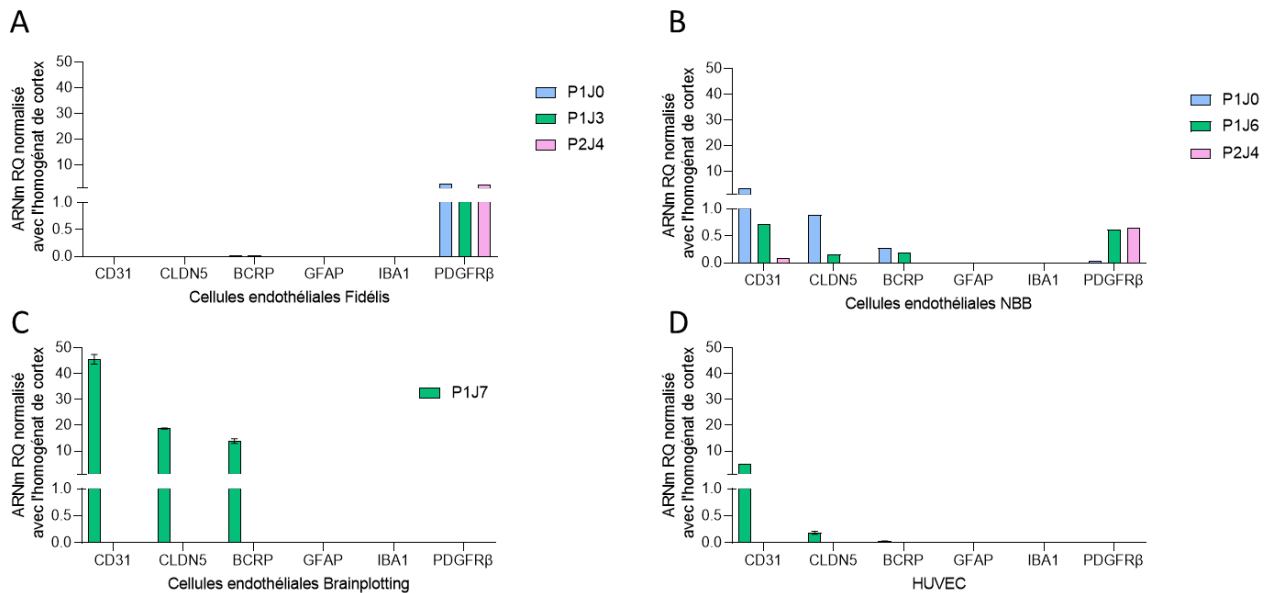 A
ARNm RQ normalisé
avec l'homogénat de cortex
50
40
30
20
10
1.0
0.5
0.0
CD31 CLDN5 BCRP GFAP IBA1 PDGFRβ
Cellules endothéliales Fidélis
P1J0
P1J3
P2J4
B
ARNm RQ normalisé
avec l'homogénat de cortex
50
40
30
20
10
1.0
0.5
0.0
CD31 CLDN5 BCRP GFAP IBA1 PDGFRβ
Cellules endothéliales NBB
P1J0
P1J6
P2J4
C
ARNm RQ normalisé
avec l'homogénat de cortex
50
40
30
20
10
1.0
0.5
0.0
CD31 CLDN5 BCRP GFAP IBA1 PDGFRβ
Cellules endothéliales Brainplotting
P1J7
D
ARNm RQ normalisé
avec l'homogénat de cortex
50
40
30
20
10
1.0
0.5
0.0
CD31 CLDN5 BCRP GFAP IBA1 PDGFRβ
HUVEC